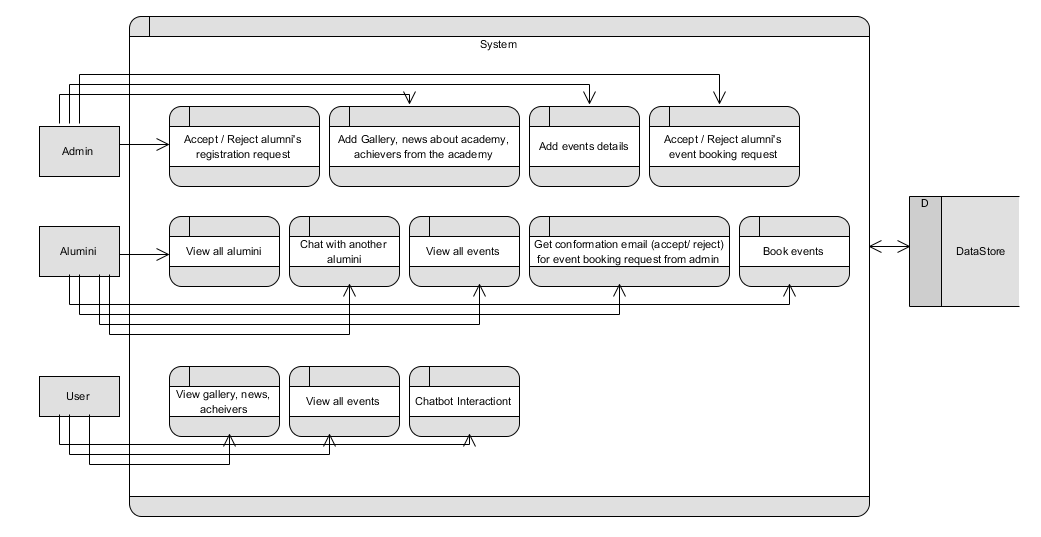 System
Admin
Accept / Reject alumni's
registration request
Add Gallery, news about academy,
achievers from the academy
Add events details
Accept / Reject alumni's
event booking request
Alumini
View all alumini
Chat with another
alumini
View all events
Get conformation email (accept/ reject)
for event booking request from admin
Book events
D
DataStore
User
View gallery, news,
acheivers
View all events
Chatbot Interactiont